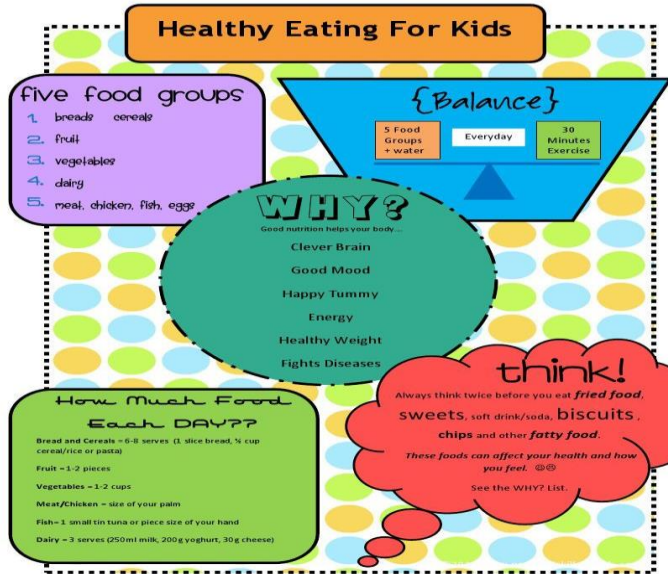 Healthy Eating For Kids
five food groups
1. breads cereals
2. fruit
3. vegetables
4. dairy
5. meat, chicken, fish, eggs
{Balance}
5 Food
Groups
+ water
Everyday
30
Minutes
Exercise
WHY?
Good nutrition helps your body...
Clever Brain
Good Mood
Happy Tummy
Energy
Healthy Weight
Fights Diseases
How Much Food
Each DAY??
Bread and Cereals = 6-8 serves (1 slice bread, ¾ cup
cereal/rice or pasta)
Fruit = 1-2 pieces
Vegetables = 1-2 cups
Meat/Chicken = size of your palm
Fish= 1 small tin tuna or piece size of your hand
Dairy = 3 serves (250ml milk, 200g yoghurt, 30g cheese)
think!
Always think twice before you eat fried food,
sweets, soft drink/soda, biscuits ,
chips and other fatty food.
These foods can affect your health and how
you feel. ☺☹
See the WHY? List.